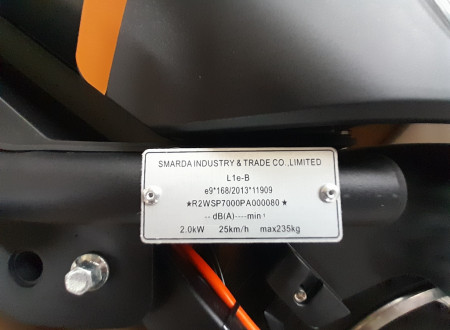 SMARDA INDUSTRY & TRADE CO.,LIMITED
L1e-B
e9*168/2013*11909
★R2WSP7000PA000080★
-- dB(A)----min⁻¹
2.0kW 25km/h max235kg